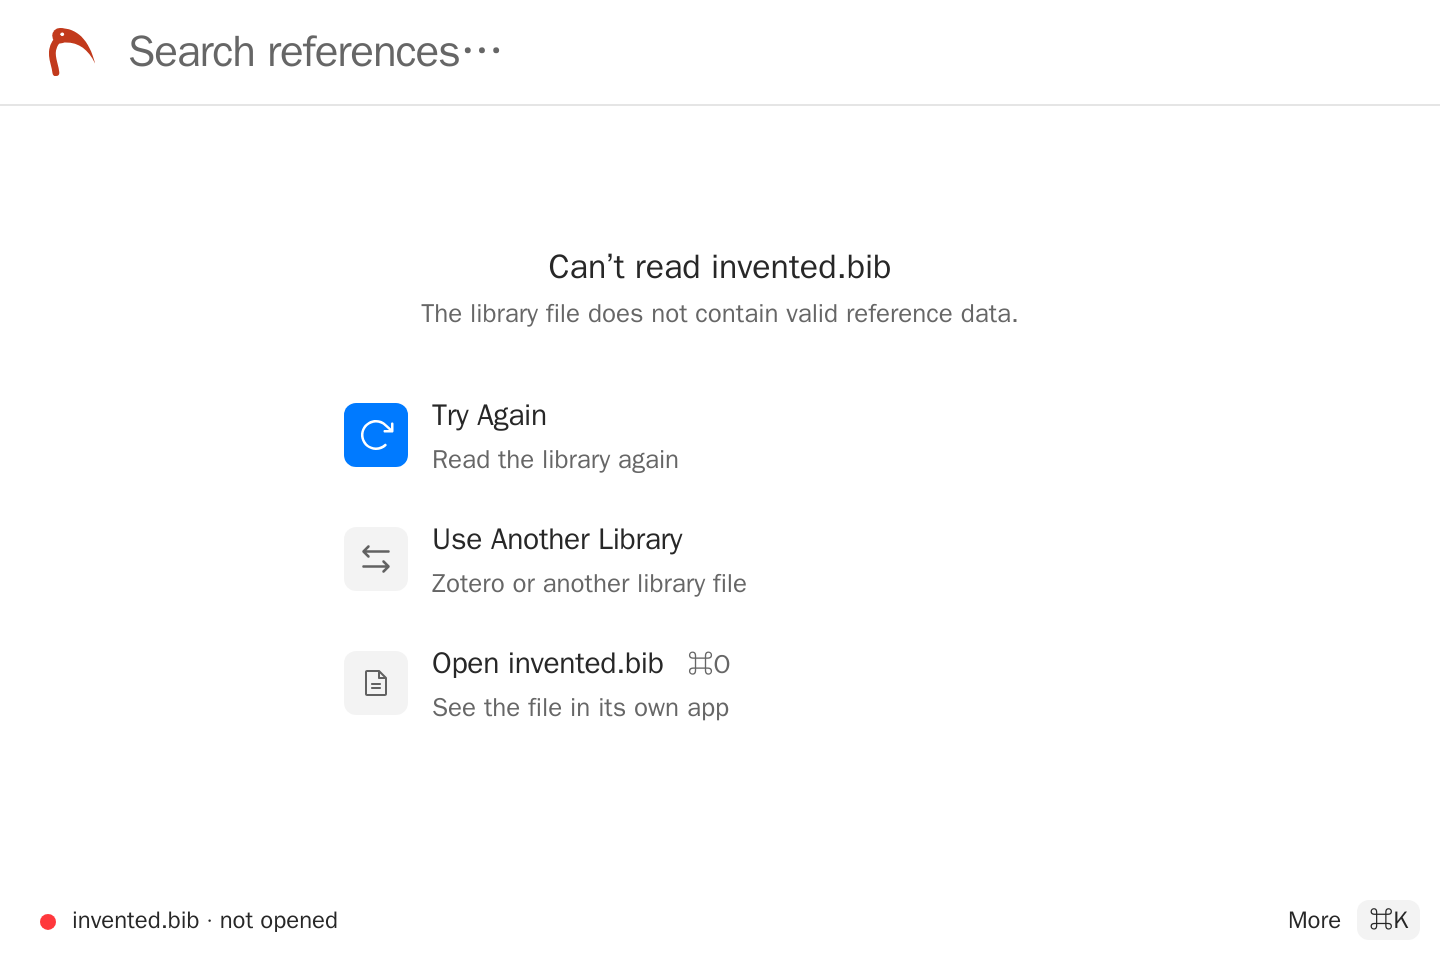 Search references…
Can’t read invented.bib
The library file does not contain valid reference data.
Try Again
Read the library again
Use Another Library
Zotero or another library file
Open invented.bib ⌘O
See the file in its own app
invented.bib · not opened
More ⌘K